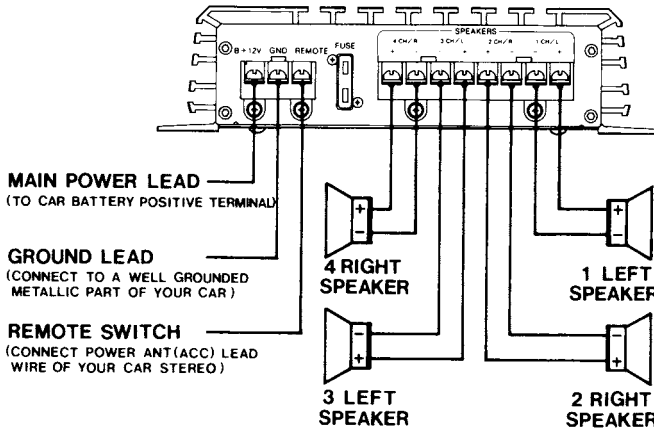 SPEAKERS
B+12V GND REMOTE FUSE
4 CH/R 3 CH/L 2 CH/R 1 CH/L
+ - - + + - - +
MAIN POWER LEAD
(TO CAR BATTERY POSITIVE TERMINAL)
GROUND LEAD
(CONNECT TO A WELL GROUNDED
METALLIC PART OF YOUR CAR)
REMOTE SWITCH
(CONNECT POWER ANT(ACC) LEAD
WIRE OF YOUR CAR STEREO)
+
-
4 RIGHT
SPEAKER
+
-
1 LEFT
SPEAKER
-
+
3 LEFT
SPEAKER
-
+
2 RIGHT
SPEAKER